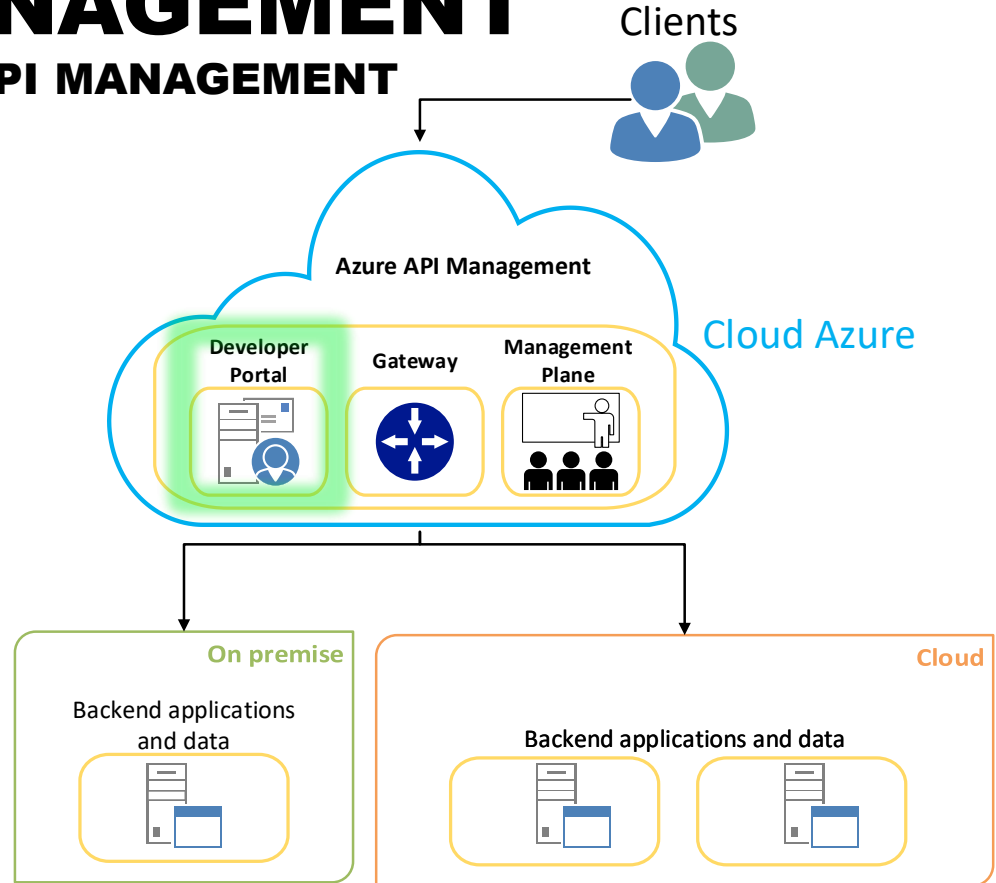 NAGEMENT
PI MANAGEMENT
Clients
Azure API Management
Cloud Azure
Developer
Portal
Gateway
Management
Plane
On premise
Backend applications
and data
Cloud
Backend applications and data